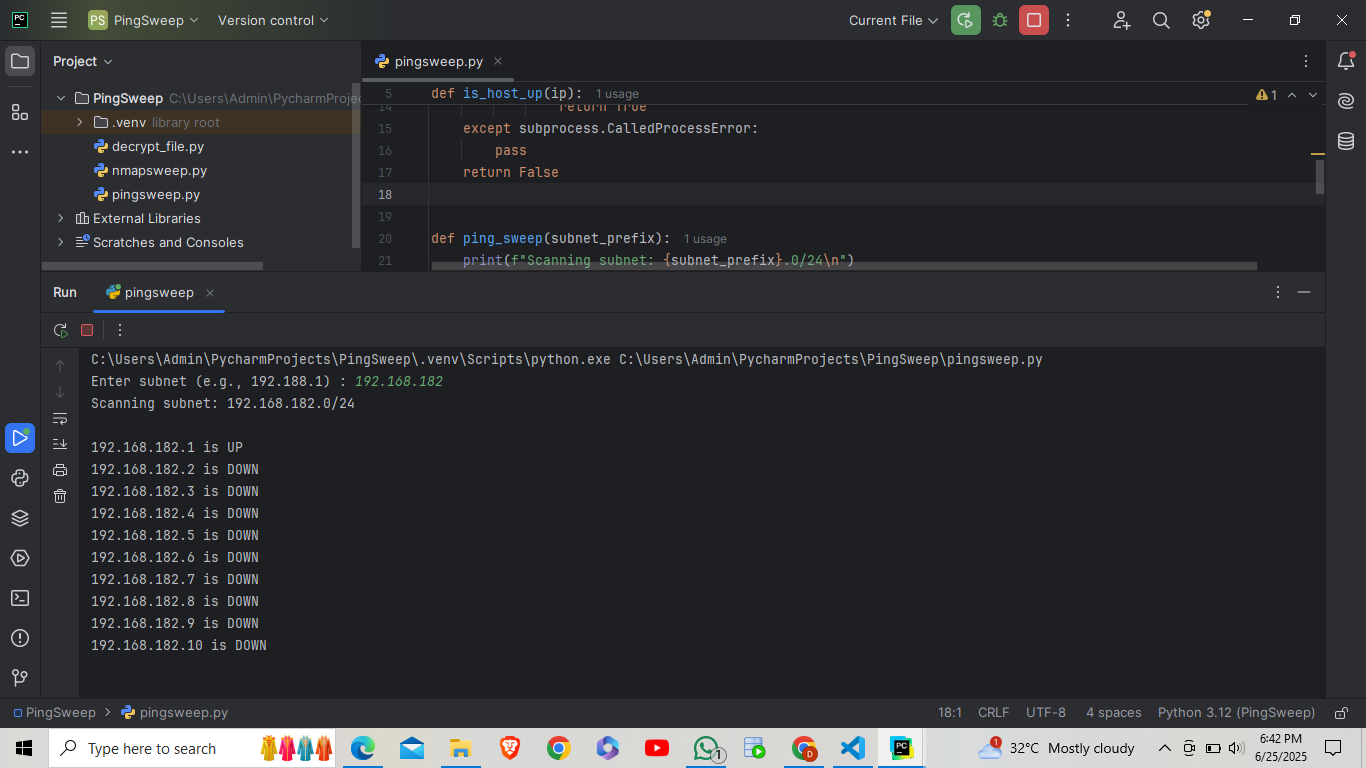 PC
PS PingSweep Version control Current File
Project
PingSweep C:\Users\Admin\PycharmProje
.venv library root
decrypt_file.py
nmapsweep.py
pingsweep.py
External Libraries
Scratches and Consoles
pingsweep.py
5 def is_host_up(ip): 1 usage
1
14 return True
15 except subprocess.CalledProcessError:
16 pass
17 return False
18
19
20 def ping_sweep(subnet_prefix): 1 usage
21 print(f"Scanning subnet: {subnet_prefix}.0/24\n")
Run pingsweep
C:\Users\Admin\PycharmProjects\PingSweep\.venv\Scripts\python.exe C:\Users\Admin\PycharmProjects\PingSweep\pingsweep.py
Enter subnet (e.g., 192.188.1) : 192.168.182
Scanning subnet: 192.168.182.0/24
192.168.182.1 is UP
192.168.182.2 is DOWN
192.168.182.3 is DOWN
192.168.182.4 is DOWN
192.168.182.5 is DOWN
192.168.182.6 is DOWN
192.168.182.7 is DOWN
192.168.182.8 is DOWN
192.168.182.9 is DOWN
192.168.182.10 is DOWN
PingSweep > pingsweep.py 18:1 CRLF UTF-8 4 spaces Python 3.12 (PingSweep)
Type here to search
1
D
PC
1
32°C Mostly cloudy
6:42 PM
6/25/2025